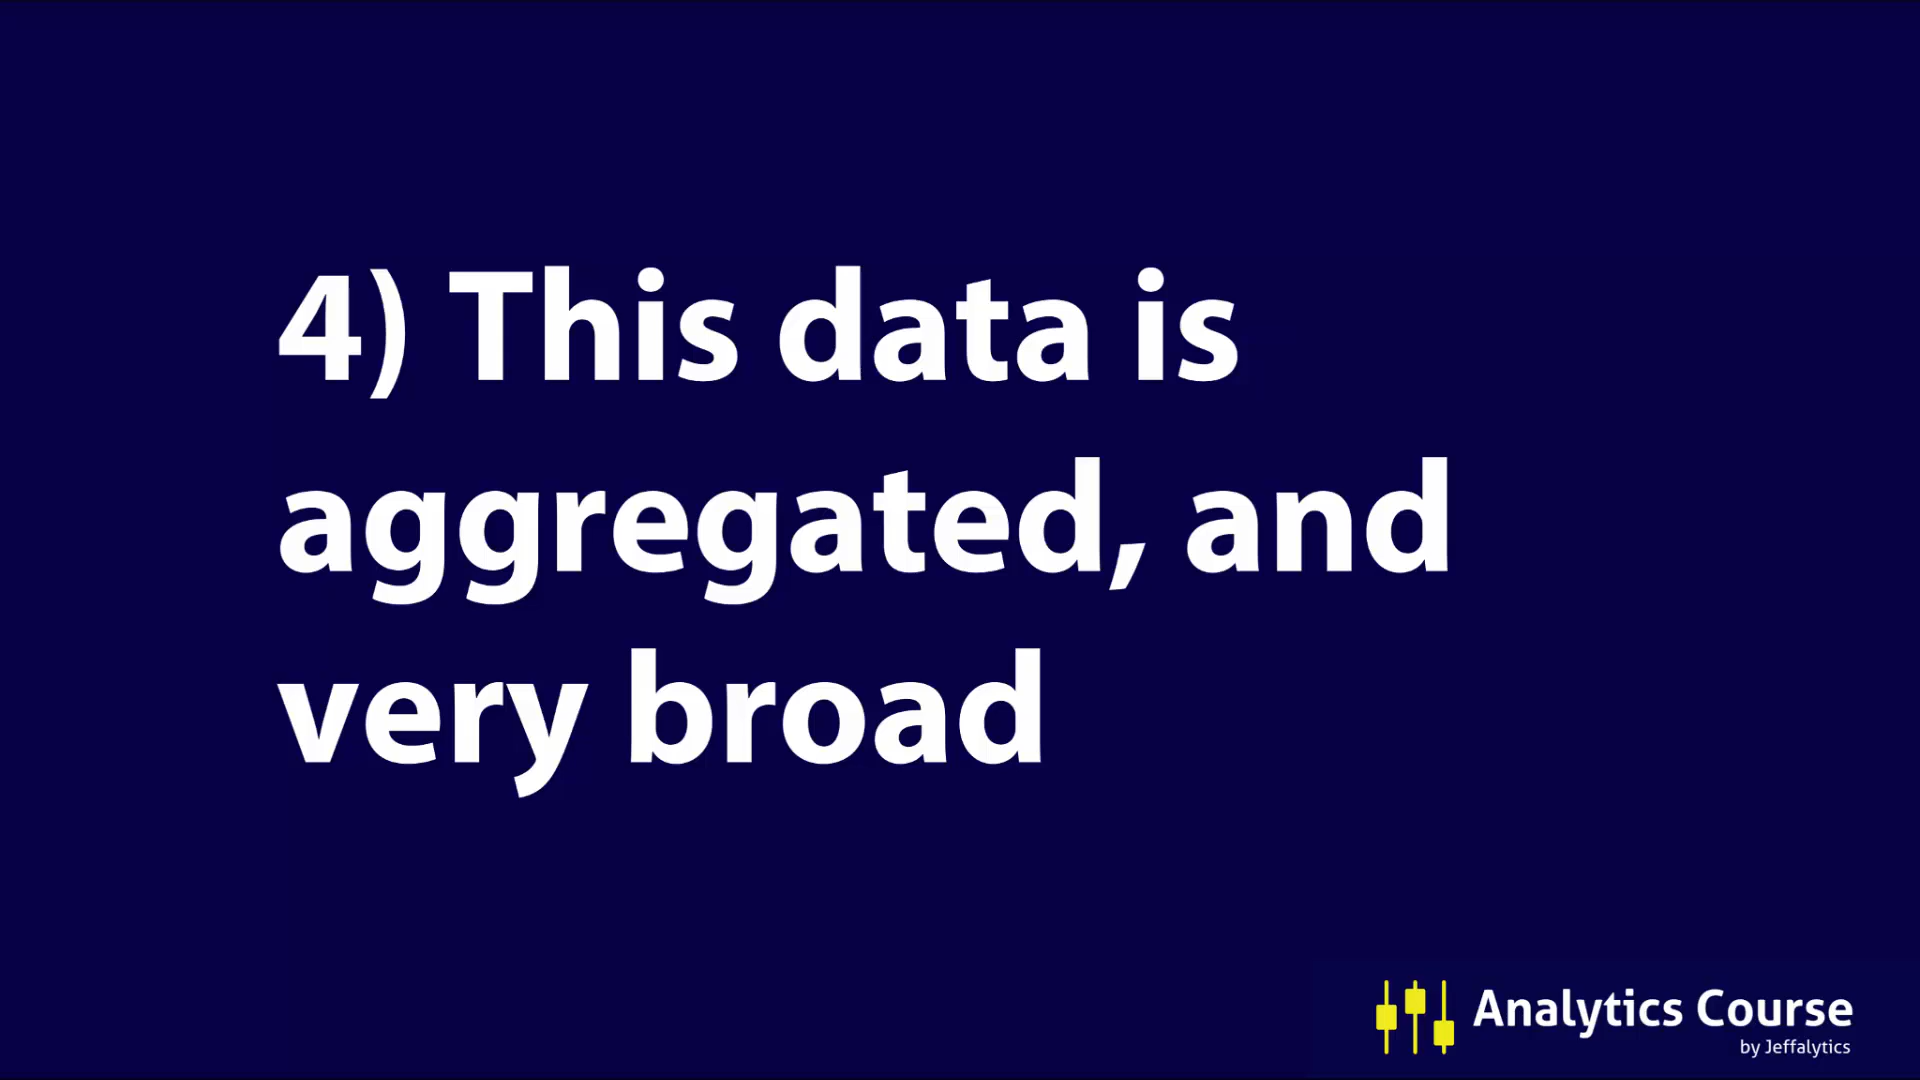 4) This data is
aggregated, and
very broad
Analytics Course
by Jeffalytics